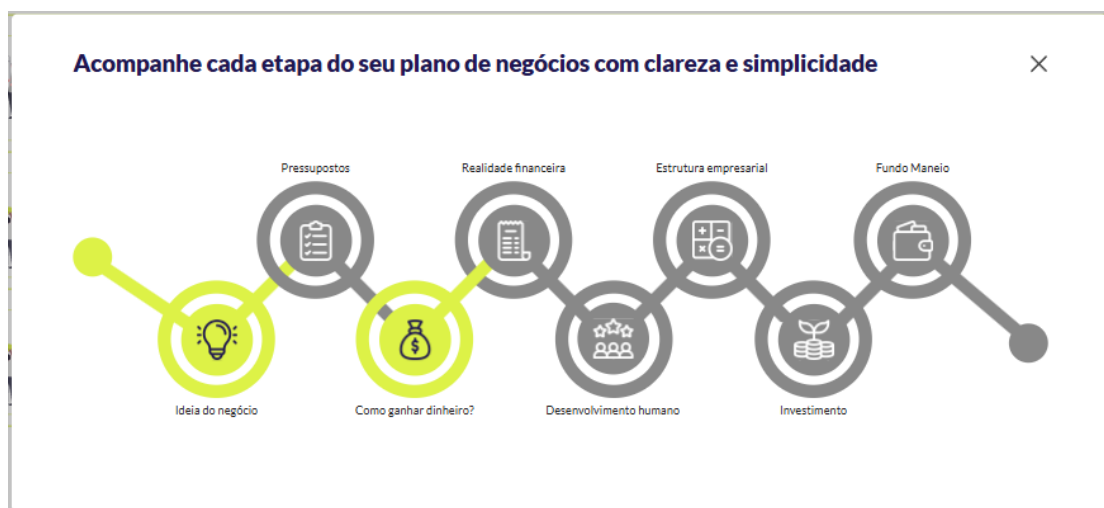 Acompanhe cada etapa do seu plano de negócios com clareza e simplicidade
Pressupostos
Realidade financeira
Estrutura empresarial
Fundo Maneio
Ideia do negócio
Como ganhar dinheiro?
Desenvolvimento humano
Investimento